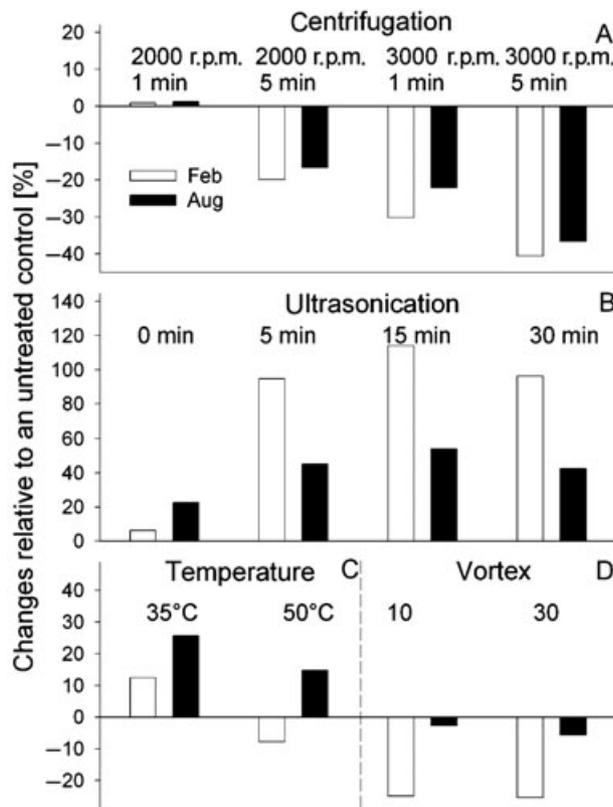 Centrifugation
A
2000 r.p.m. 2000 r.p.m. 3000 r.p.m. 3000 r.p.m.
1 min 5 min 1 min 5 min
20
10
0
–10
–20
–30
–40
Feb
Aug
Changes relative to an untreated control [%]
Ultrasonication
B
0 min 5 min 15 min 30 min
140
120
100
80
60
40
20
0
Temperature C Vortex D
35°C 50°C 10 30
40
30
20
10
0
–10
–20